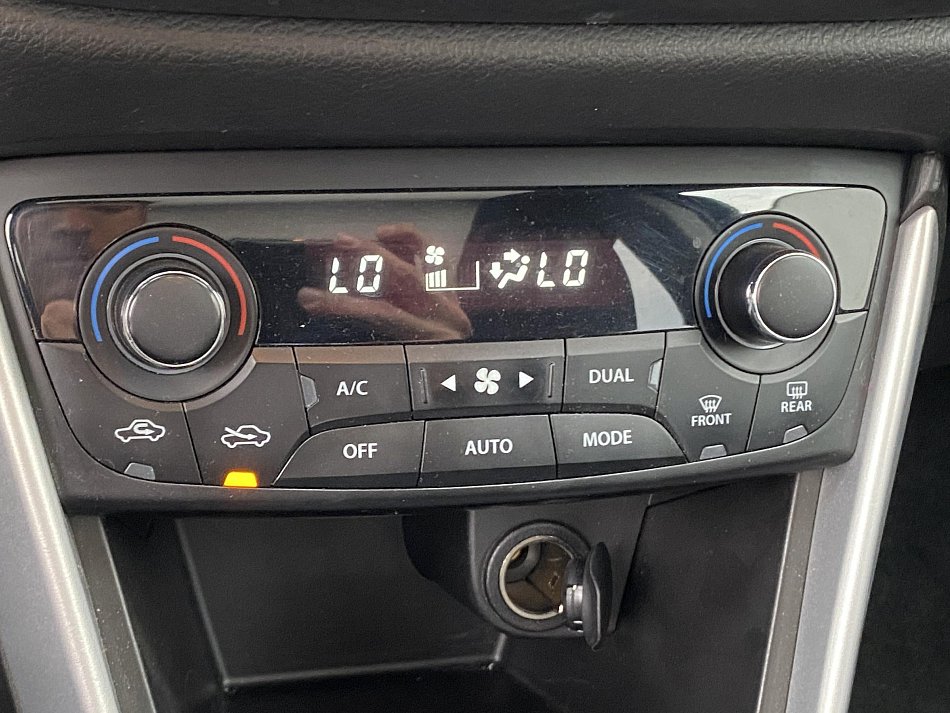 LO LO
A/C DUAL
FRONT REAR
OFF AUTO MODE